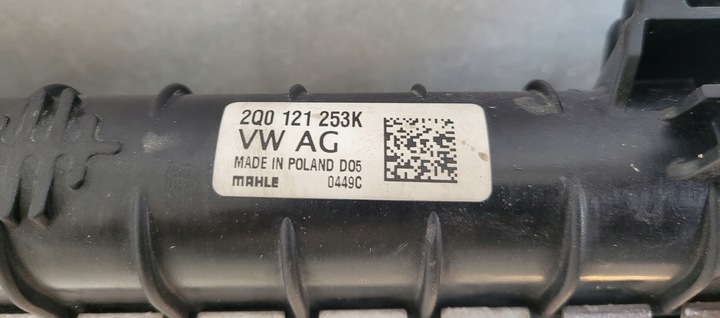 2Q0 121 253K
VW AG
MADE IN POLAND D05
MAHLE 0449C